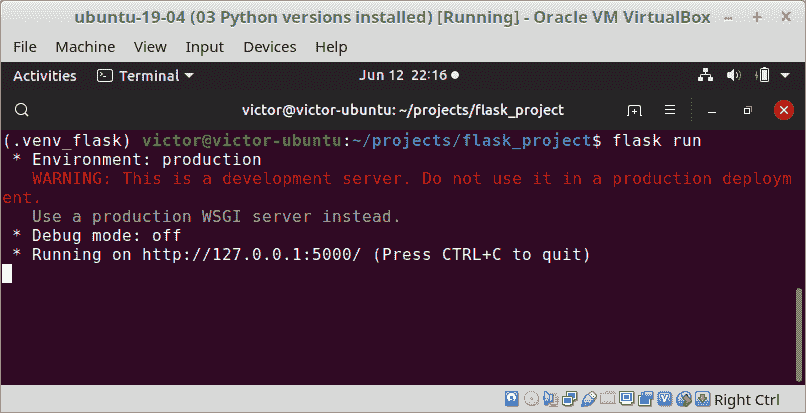 ubuntu-19-04 (03 Python versions installed) [Running] - Oracle VM VirtualBox
File Machine View Input Devices Help
Activities Terminal Jun 12 22:16
victor@victor-ubuntu: ~/projects/flask_project
(.venv_flask) victor@victor-ubuntu:~/projects/flask_project$ flask run
* Environment: production
WARNING: This is a development server. Do not use it in a production deploym
ent.
Use a production WSGI server instead.
* Debug mode: off
* Running on http://127.0.0.1:5000/ (Press CTRL+C to quit)
Right Ctrl